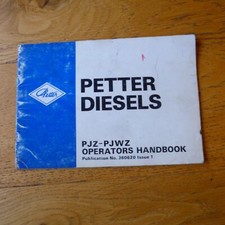 Petter
PETTER
DIESELS
PJZ-PJWZ
OPERATORS HANDBOOK
Publication No. 360620 Issue 1